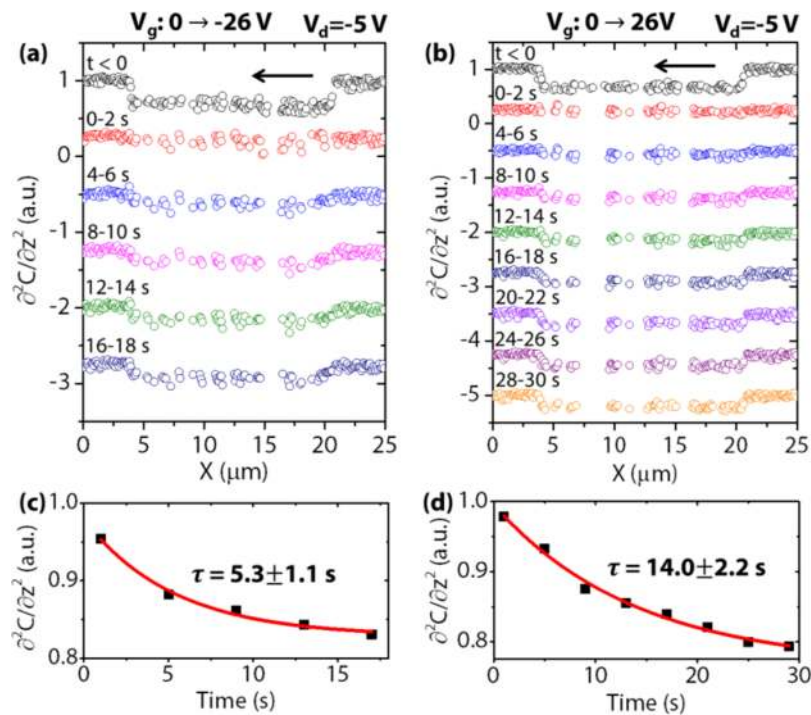 V_g: 0 → -26 V V_d=-5 V
(a)
t < 0
0-2 s
4-6 s
8-10 s
12-14 s
16-18 s
1
0
-1
-2
-3
∂²C/∂z² (a.u.)
0 5 10 15 20 25
X (μm)
V_g: 0 → 26V V_d=-5 V
(b)
t < 0
0-2 s
4-6 s
8-10 s
12-14 s
16-18 s
20-22 s
24-26 s
28-30 s
1
0
-1
-2
-3
-4
-5
∂²C/∂z² (a.u.)
0 5 10 15 20 25
X (μm)
(c)
1.0
0.9
0.8
∂²C/∂z² (a.u.)
τ = 5.3±1.1 s
0 5 10 15
Time (s)
(d)
1.0
0.9
0.8
∂²C/∂z² (a.u.)
τ = 14.0±2.2 s
0 10 20 30
Time (s)